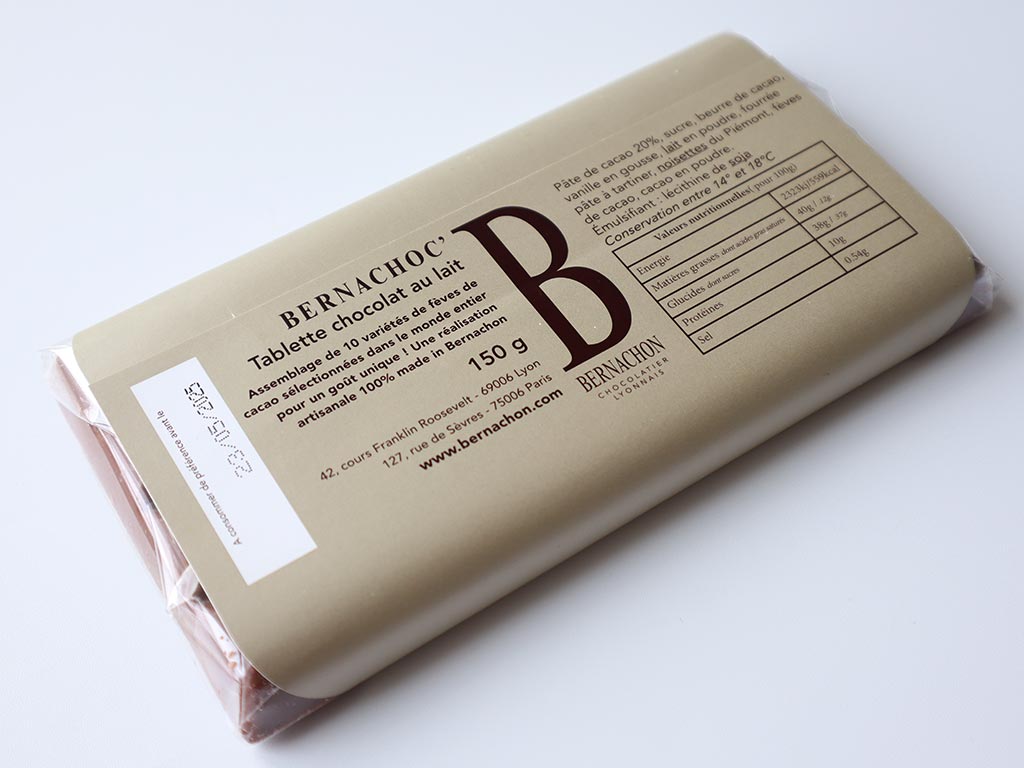 BERNACHOC'
Tablette chocolat au lait
Assemblage de 10 variétés de fèves de
cacao sélectionnées dans le monde entier
pour un goût unique ! Une réalisation
artisanale 100% made in Bernachon
150 g
42, cours Franklin Roosevelt - 69006 Lyon
127, rue de Sèvres - 75006 Paris
www.bernachon.com
A consommer de préférence avant le
23/05/2025
B
BERNACHON
CHOCOLATIER
LYONNAIS
Pâte de cacao 20%, sucre, beurre de cacao,
vanille en gousse, lait en poudre, fourrée
pâte à tartiner, noisettes du Piémont, fèves
de cacao, cacao en poudre.
Émulsifiant : lécithine de soja
Conservation entre 14° et 18°C
Valeurs nutritionnelles( pour 100g)
Energie 2323kj/559kcal
Matières grasses dont acides gras saturés 40g / 12g
Glucides dont sucres 38g / 37g
Protéines 10g
Sel 0.54g